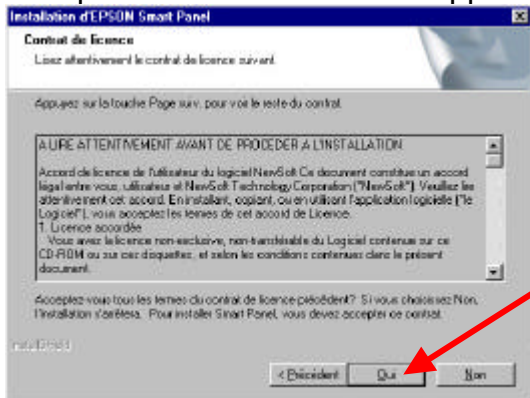 Installation d'EPSON Smart Panel
Contrat de licence
Lisez attentivement le contrat de licence suivant.
Appuyez sur la touche Page suiv. pour voir le reste du contrat.
A LIRE ATTENTIVEMENT AVANT DE PROCEDER A L'INSTALLATION
Accord de licence de l'utilisateur du logiciel NewSoft Ce document constitue un accord
légal entre vous, utilisateur et NewSoft Technology Corporation ("NewSoft"). Veuillez lire
attentivement cet accord. En installant, copiant, ou en utilisant l'application logicielle ("le
Logiciel"), vous acceptez les termes de cet accord de Licence.
1. Licence accordée
Vous avez la licence non-exclusive, non-transférable du Logiciel contenue sur ce
CD-ROM ou sur ces disquettes, et selon les conditions contenues dans le présent
document.
Acceptez-vous tous les termes du contrat de licence précédent? Si vous choisissez Non,
l'installation s'arrêtera. Pour installer Smart Panel, vous devez accepter ce contrat.
InstallShield
< Précédent
Oui
Non